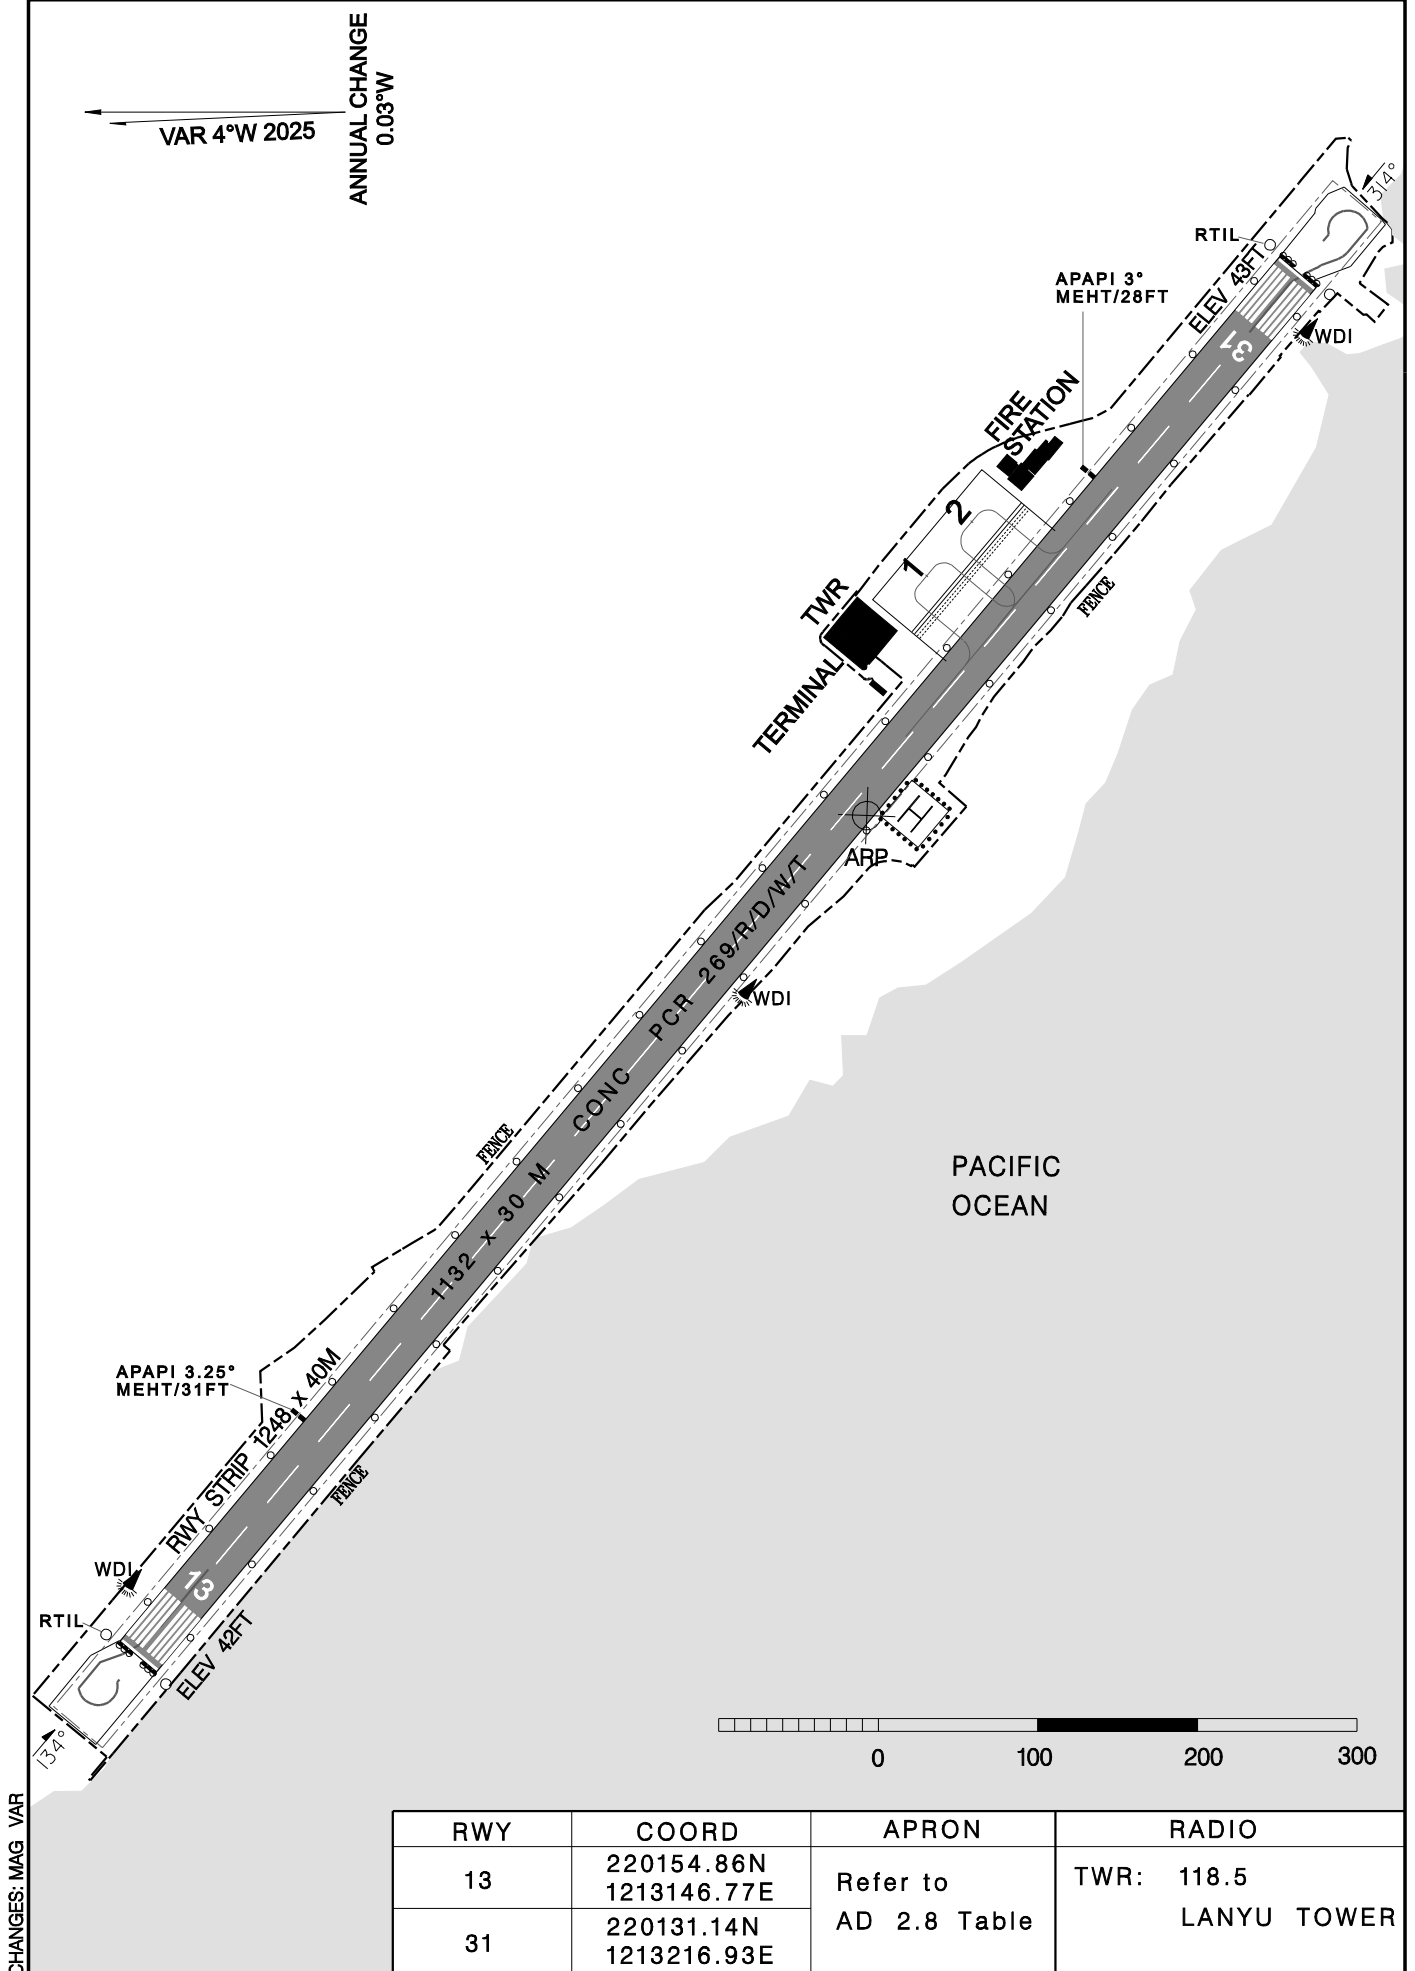 ANNUAL CHANGE
0.03°W
VAR 4°W 2025
314°
RTIL
ELEV 43FT
APAPI 3°
MEHT/28FT
31
WDI
FIRE
STATION
2
1
TWR
FENCE
TERMINAL
H
ARP
1132 x 30 M CONC PCR 269/R/D/W/T
WDI
FENCE
PACIFIC
OCEAN
APAPI 3.25°
MEHT/31FT
RWY STRIP 1248 x 40M
FENCE
WDI
13
RTIL
ELEV 42FT
134°
0 100 200 300
CHANGES: MAG VAR
RWY COORD APRON RADIO
13 220154.86N 1213146.77E
31 220131.14N 1213216.93E
Refer to
AD 2.8 Table
TWR: 118.5
LANYU TOWER